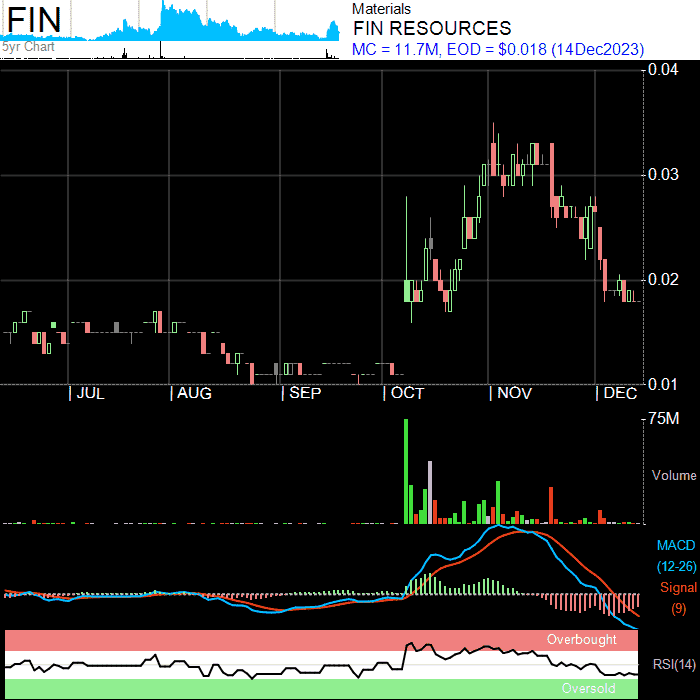 FIN
5yr Chart
Materials
FIN RESOURCES
MC = 11.7M, EOD = $0.018 (14Dec2023)
0.04
0.03
0.02
0.01
JUL
AUG
SEP
OCT
NOV
DEC
75M
Volume
MACD
(12-26)
Signal
(9)
Overbought
RSI(14)
Oversold